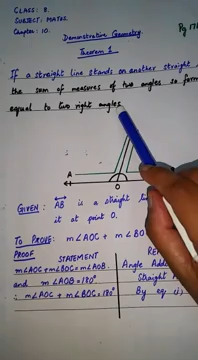 CLASS: 8.
SUBJECT: MATHS
Chapter: 10.
Demonstrative Geometry
Theorem 1
If a straight line stands on another straight
the sum of measures of two angles so form
equal to two right angles.
A
O
GIVEN: AB is a straight li
it at point O.
TO PROVE: m∠AOC + m∠BO
PROOF
STATEMENT
m∠AOC+m∠BOC=m∠AOB. Angle Addi
and m∠AOB=180° Straight
∴ m∠AOC + m∠BOC=180° By eq i),